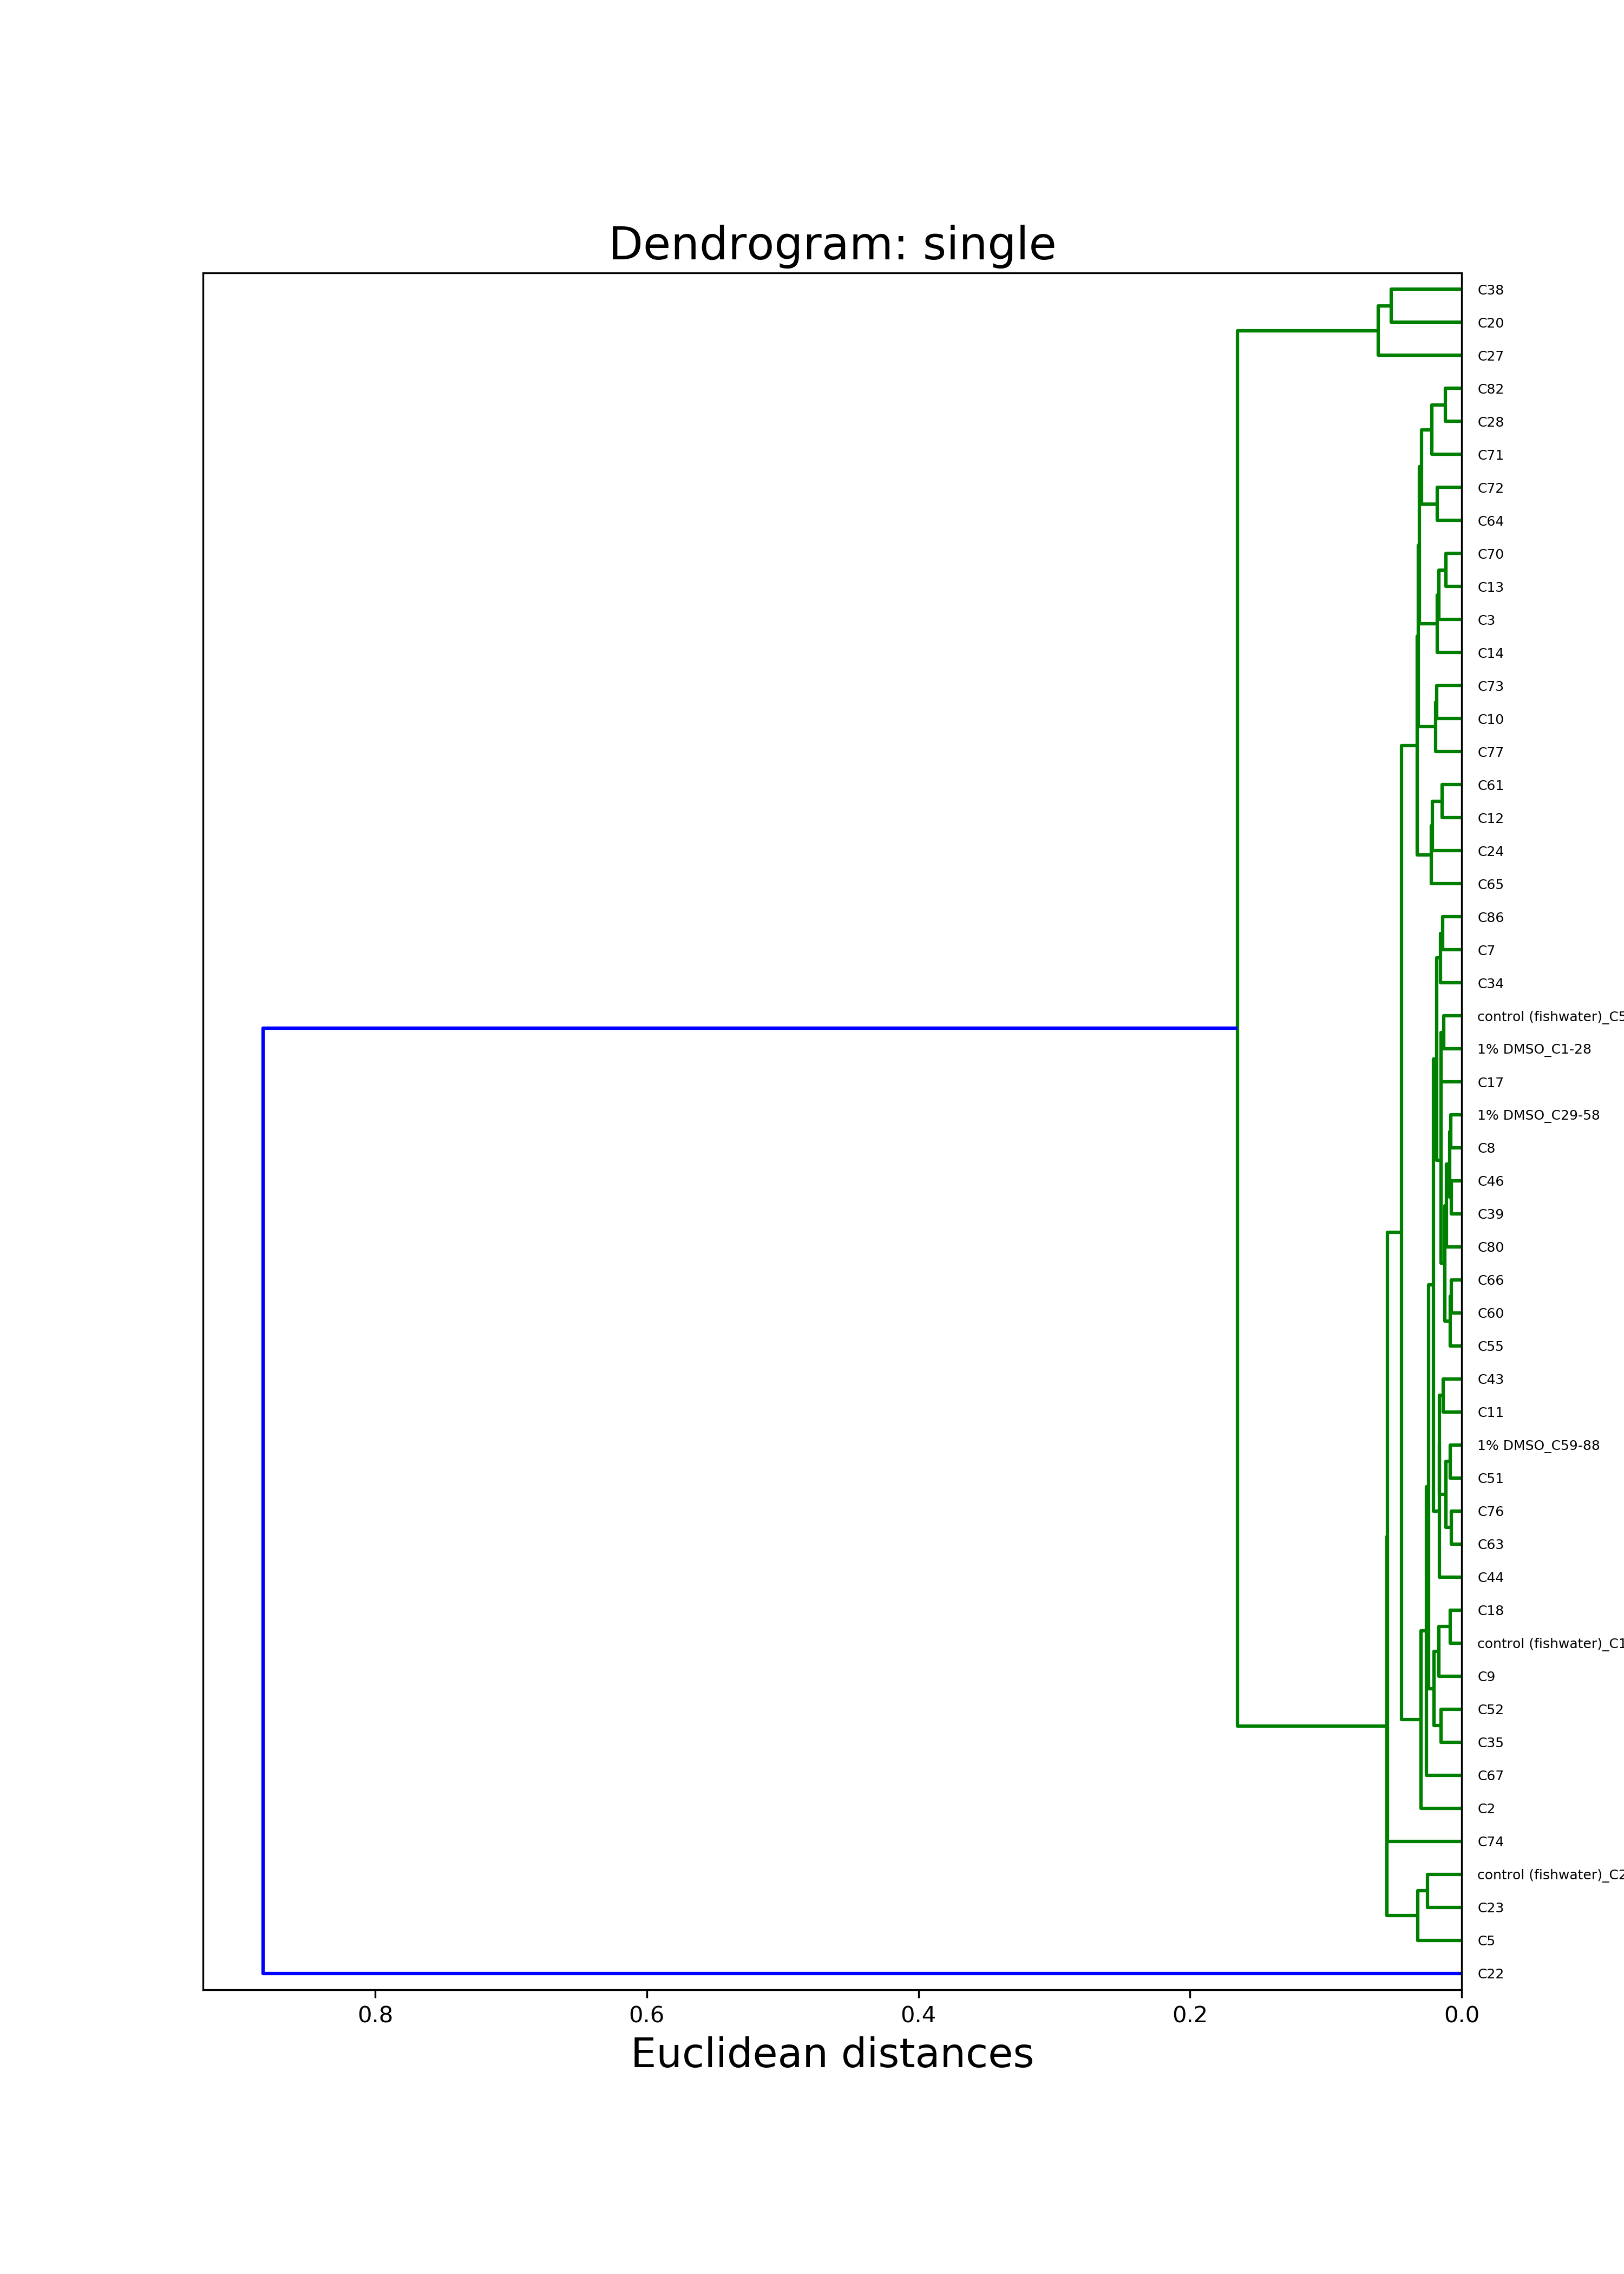 Dendrogram: single
C38
C20
C27
C82
C28
C71
C72
C64
C70
C13
C3
C14
C73
C10
C77
C61
C12
C24
C65
C86
C7
C34
control (fishwater)_C5
1% DMSO_C1-28
C17
1% DMSO_C29-58
C8
C46
C39
C80
C66
C60
C55
C43
C11
1% DMSO_C59-88
C51
C76
C63
C44
C18
control (fishwater)_C1
C9
C52
C35
C67
C2
C74
control (fishwater)_C2
C23
C5
C22
0.8 0.6 0.4 0.2 0.0
Euclidean distances